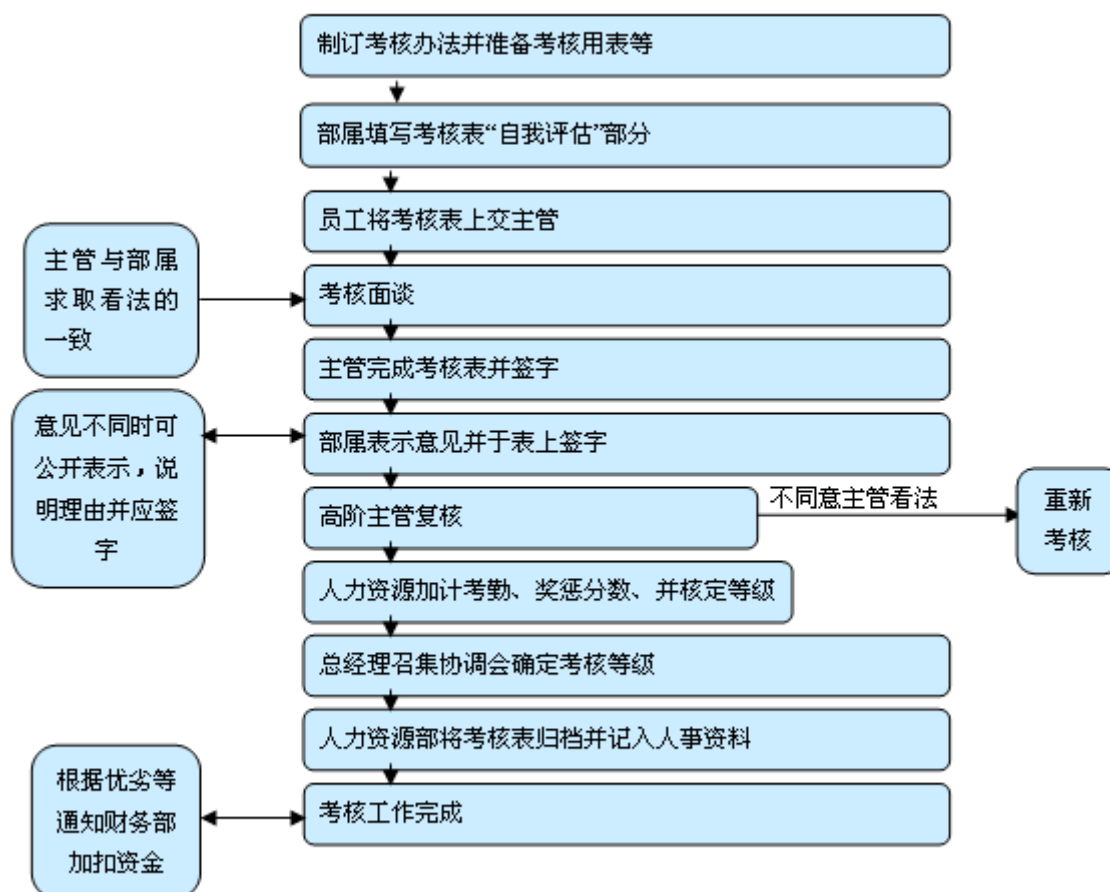 制订考核办法并准备考核用表等
部属填写考核表“自我评估”部分
员工将考核表上交主管
主管与部属
求取看法的
一致
考核面谈
主管完成考核表并签字
意见不同时可
公开表示，说
明理由并应签
字
部属表示意见并于表上签字
高阶主管复核
不同意主管看法
重新
考核
人力资源加计考勤、奖惩分数、并核定等级
总经理召集协调会确定考核等级
人力资源部将考核表归档并记入人事资料
根据优劣等
通知财务部
加扣资金
考核工作完成